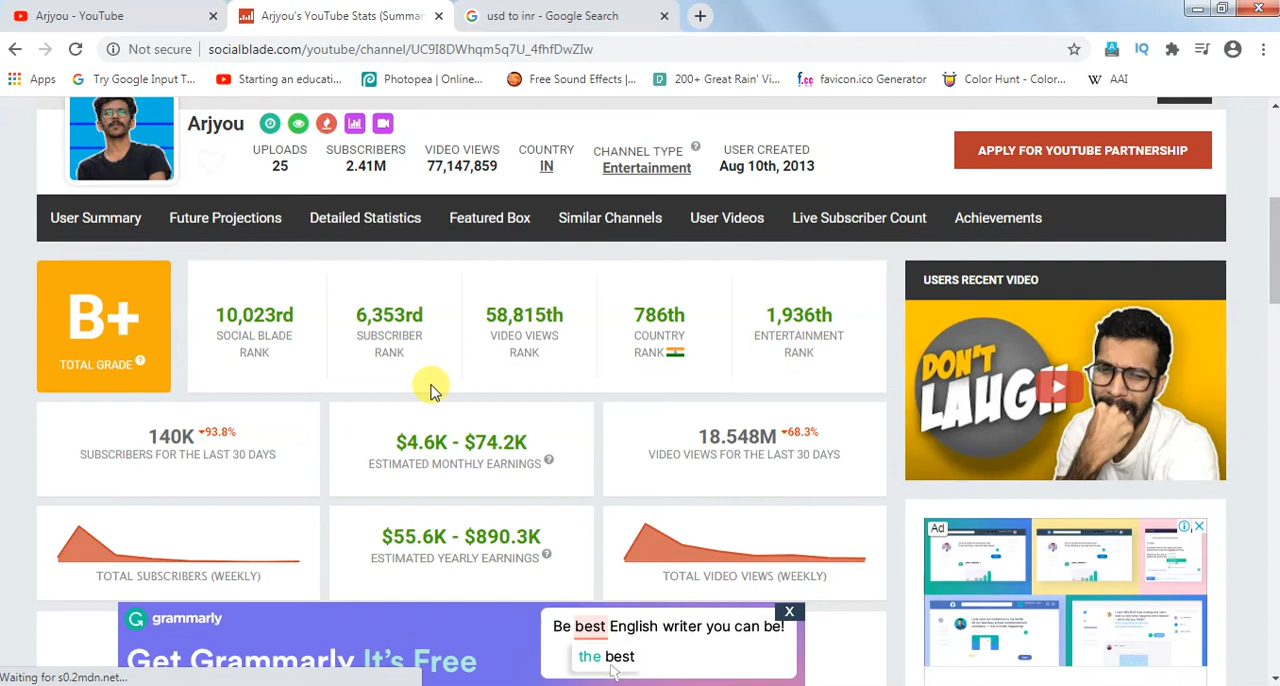 Arjyou - YouTube
Arjyou's YouTube Stats (Summar
usd to inr - Google Search
Not secure | socialblade.com/youtube/channel/UC9I8DWhqm5q7U_4fhfDwZIw
Apps
Try Google Input T...
Starting an educati...
Photopea | Online...
Free Sound Effects |...
200+ Great Rain' Vi...
favicon.ico Generator
Color Hunt - Color...
AAI
Arjyou
UPLOADS
25
SUBSCRIBERS
2.41M
VIDEO VIEWS
77,147,859
COUNTRY
IN
CHANNEL TYPE
Entertainment
USER CREATED
Aug 10th, 2013
APPLY FOR YOUTUBE PARTNERSHIP
User Summary
Future Projections
Detailed Statistics
Featured Box
Similar Channels
User Videos
Live Subscriber Count
Achievements
B+
TOTAL GRADE
10,023rd
SOCIAL BLADE
RANK
6,353rd
SUBSCRIBER
RANK
58,815th
VIDEO VIEWS
RANK
786th
COUNTRY
RANK
1,936th
ENTERTAINMENT
RANK
USERS RECENT VIDEO
DON'T
LAUGH
140K 93.8%
SUBSCRIBERS FOR THE LAST 30 DAYS
$4.6K - $74.2K
ESTIMATED MONTHLY EARNINGS
18.548M 68.3%
VIDEO VIEWS FOR THE LAST 30 DAYS
TOTAL SUBSCRIBERS (WEEKLY)
$55.6K - $890.3K
ESTIMATED YEARLY EARNINGS
TOTAL VIDEO VIEWS (WEEKLY)
Ad
grammarly
Get Grammarly It's Free
Be best English writer you can be!
the best
X
Waiting for s0.2mdn.net...